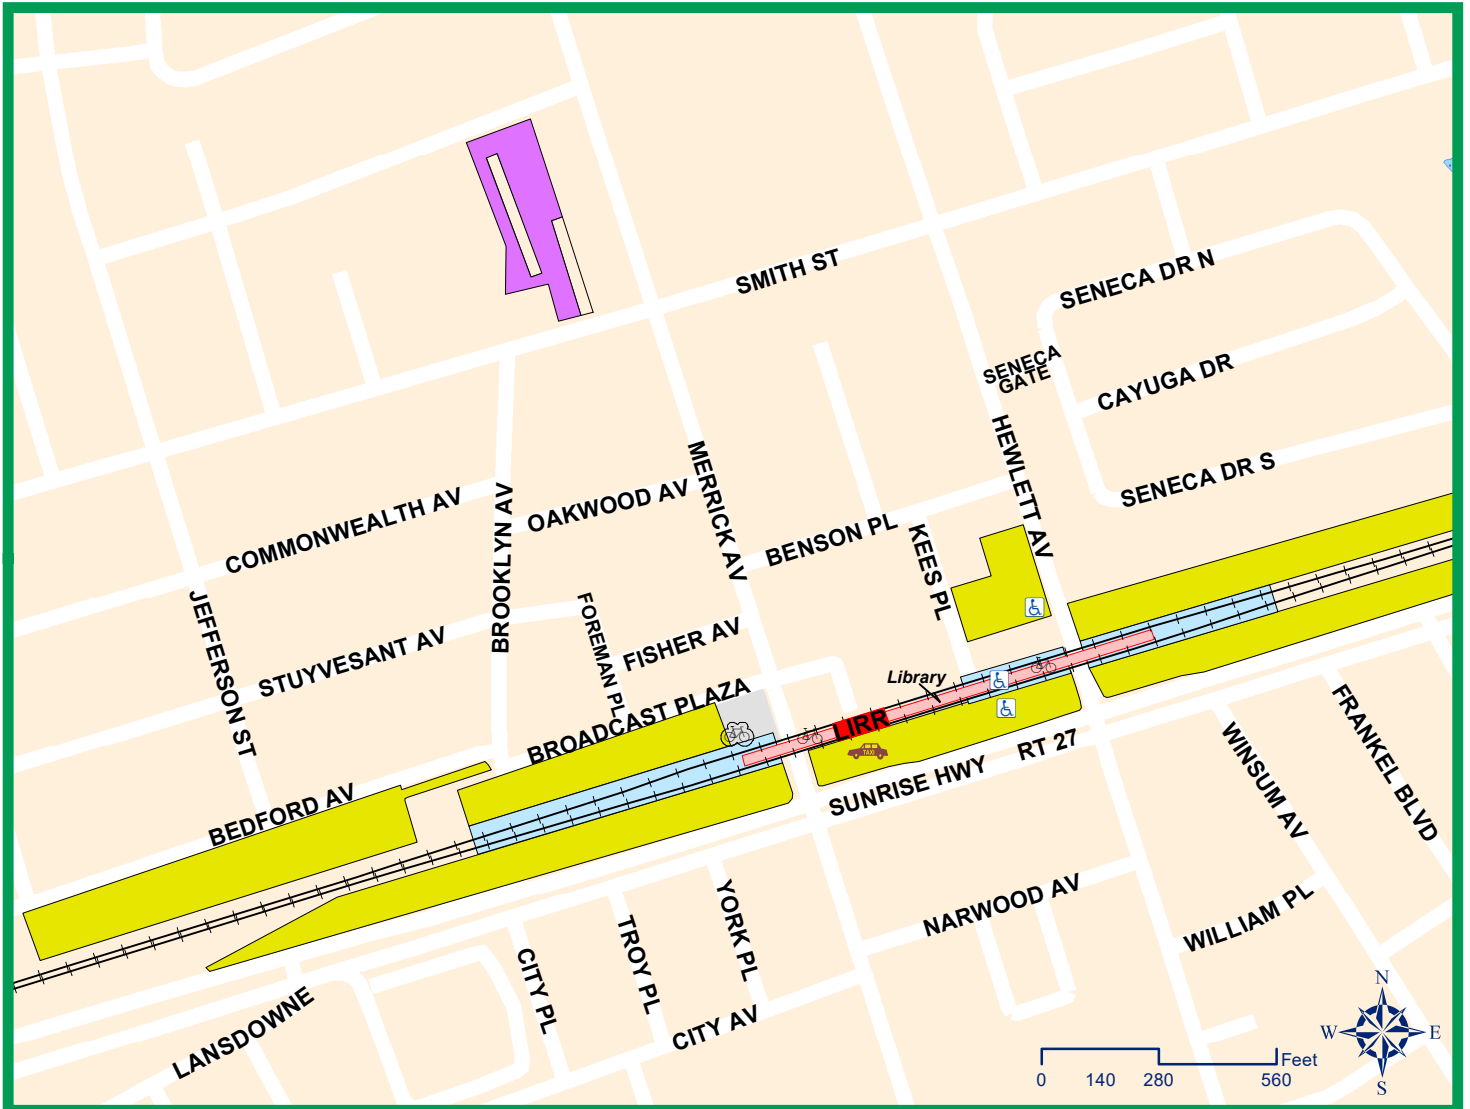 SMITH ST
SENECA DR N
SENECA
GATE
CAYUGA DR
HEWLETT AV
SENECA DR S
MERRICK AV
COMMONWEALTH AV
BROOKLYN AV
OAKWOOD AV
BENSON PL
KEES PL
JEFFERSON ST
STUYVESANT AV
FOREMAN PL
FISHER AV
Library
BROADCAST PLAZA
LIRR
TAXI
BEDFORD AV
SUNRISE HWY
RT 27
WINSUM AV
FRANKEL BLVD
YORK PL
NARWOOD AV
WILLIAM PL
TROY PL
CITY PL
LANSDOWNE
CITY AV
N
W
E
S
Feet
0
140
280
560